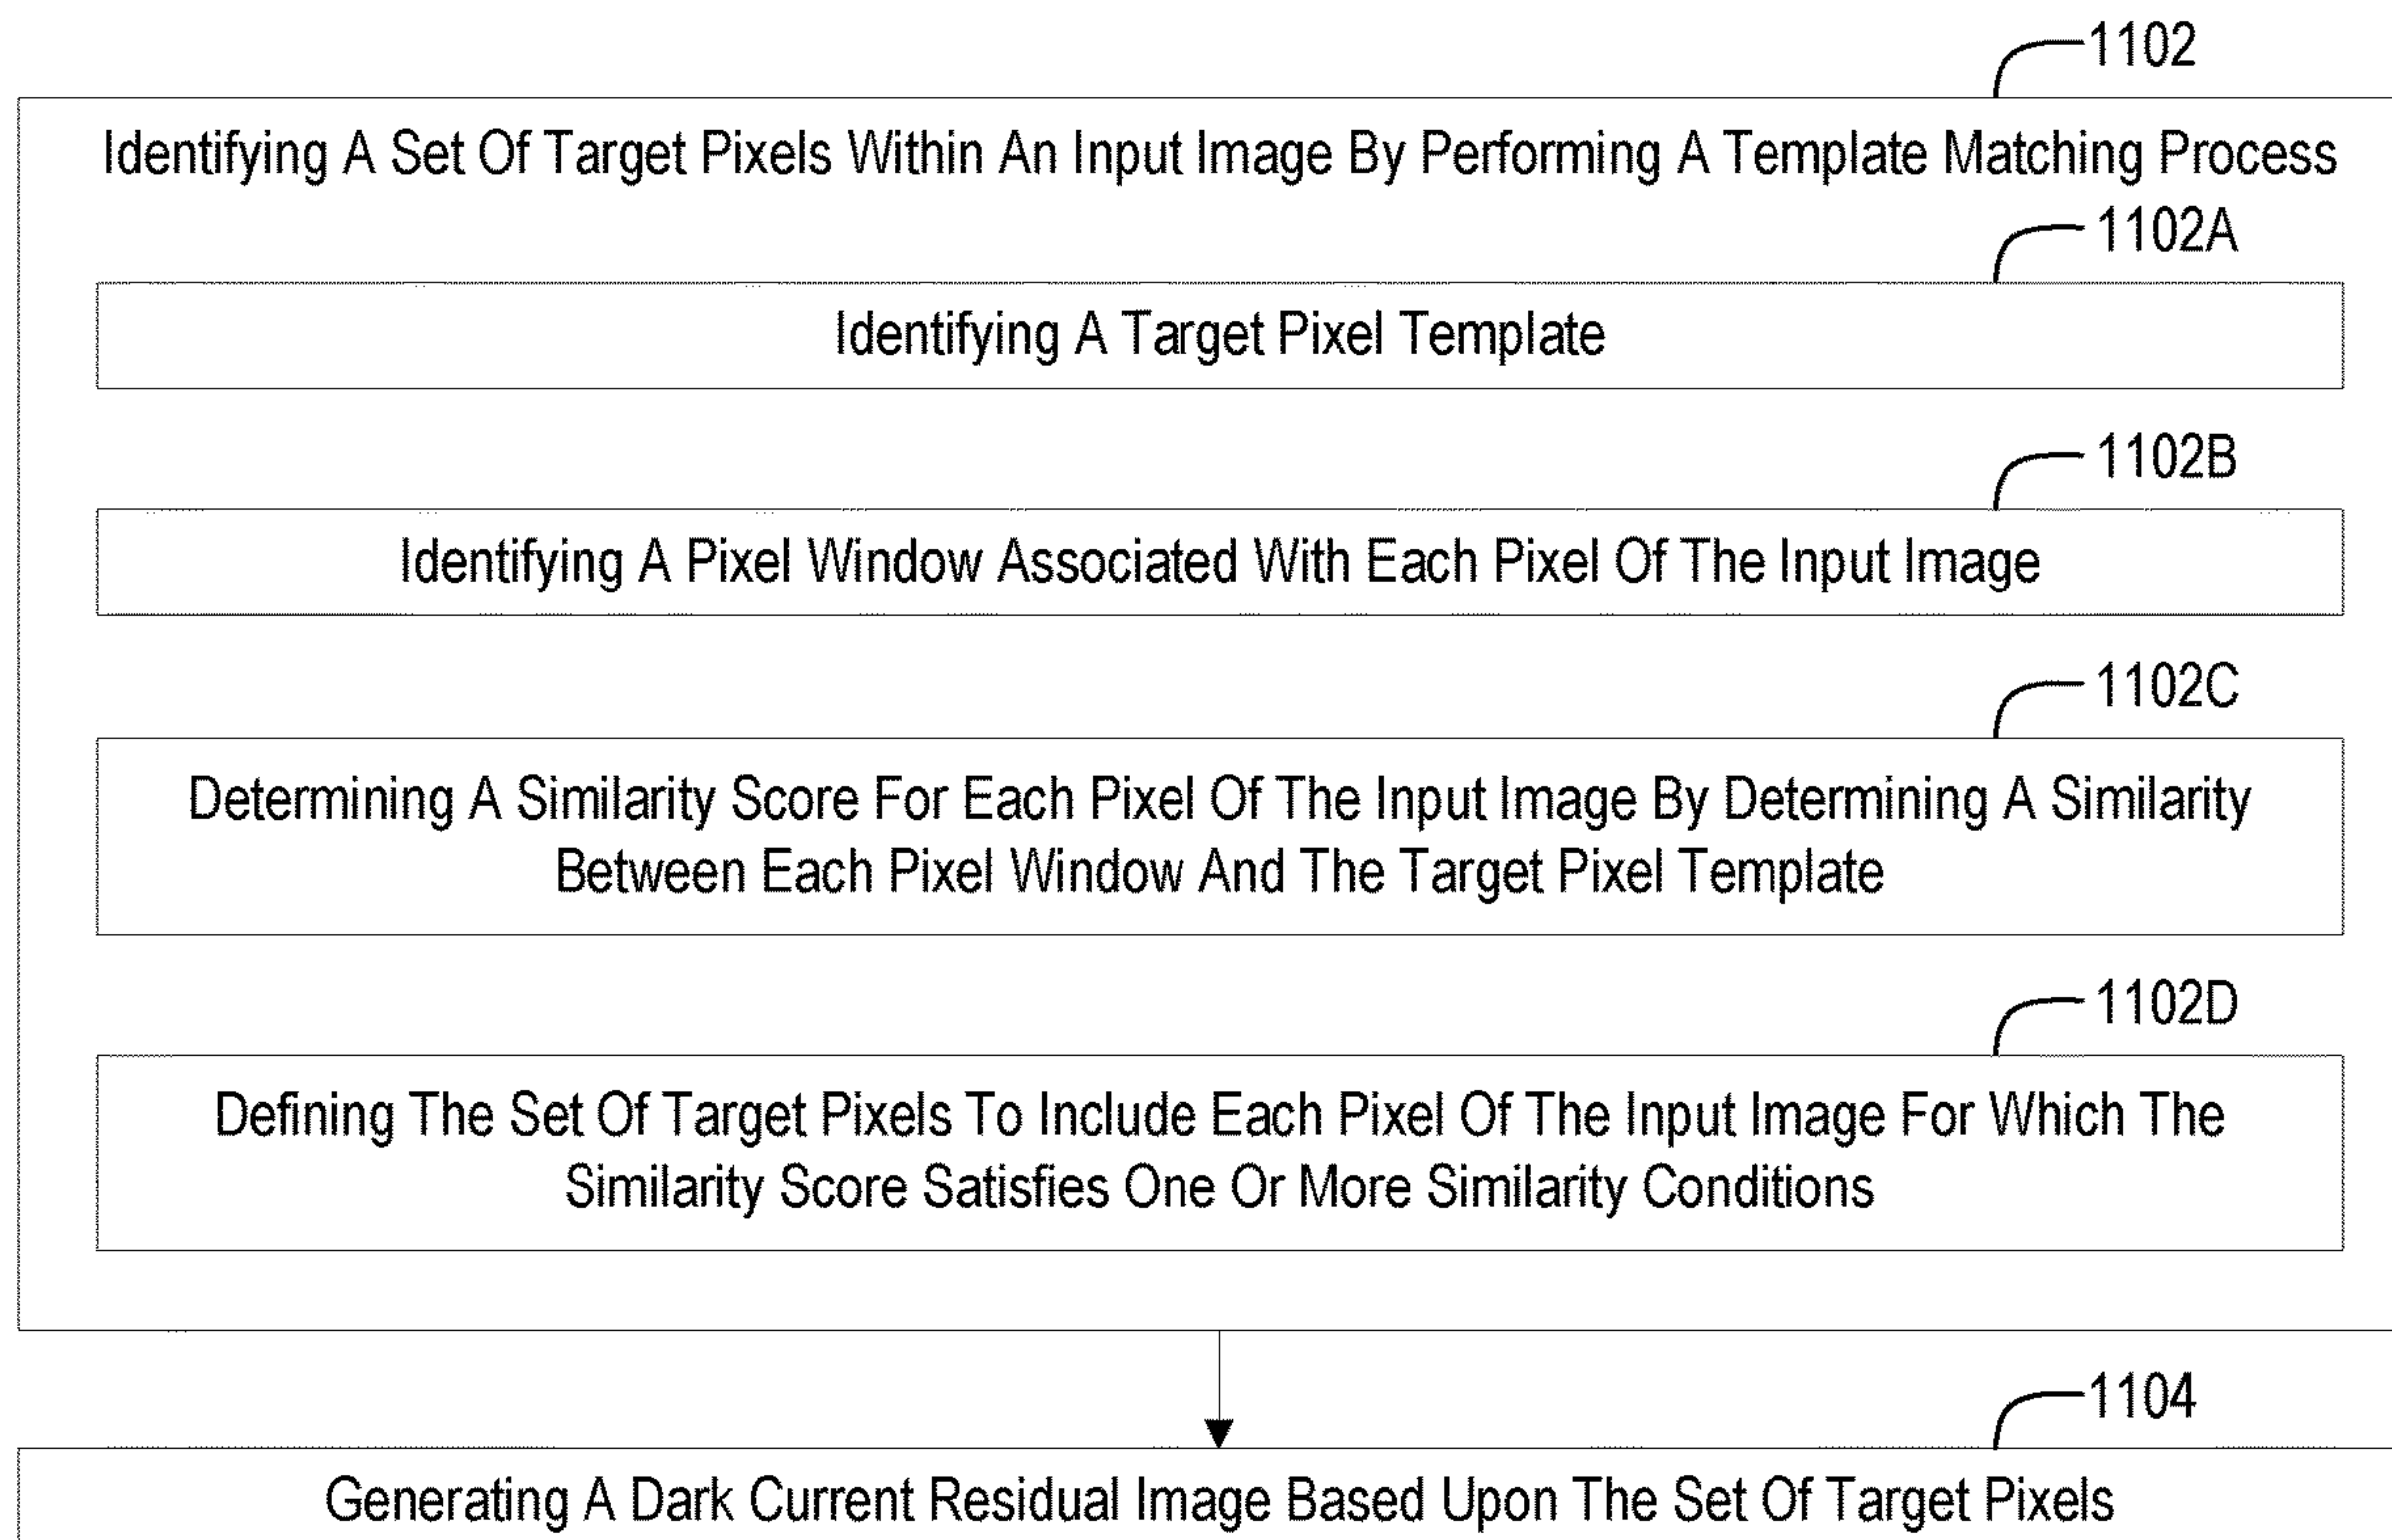 1102
Identifying A Set Of Target Pixels Within An Input Image By Performing A Template Matching Process
1102A
Identifying A Target Pixel Template
1102B
Identifying A Pixel Window Associated With Each Pixel Of The Input Image
1102C
Determining A Similarity Score For Each Pixel Of The Input Image By Determining A Similarity
Between Each Pixel Window And The Target Pixel Template
1102D
Defining The Set Of Target Pixels To Include Each Pixel Of The Input Image For Which The
Similarity Score Satisfies One Or More Similarity Conditions
1104
Generating A Dark Current Residual Image Based Upon The Set Of Target Pixels